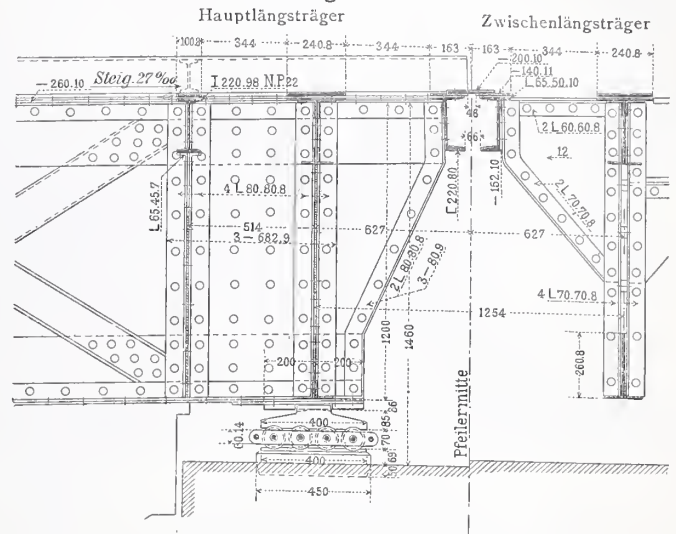 Hauptlängsträger
Zwischenlängsträger
100.8 344 240.8 344 163 163 344 240.8
200.10
140.11
L 65.50.10
260.10 Steig. 27 ‰ I 220.98 N.P.22
46
66
2 L 60.60.8
12
4 L 80.80.8
L 65.45.7
[ 220.80
152.10
2 L 70.70.8
514
627
627
3 – 682.9
2 L 80.80.8
3 – 80.9
4 L 70.70.8
1254
1200
1460
260.8
200 200
Pfeilermitte
86
400
85
60.14
70
400
69
50
450